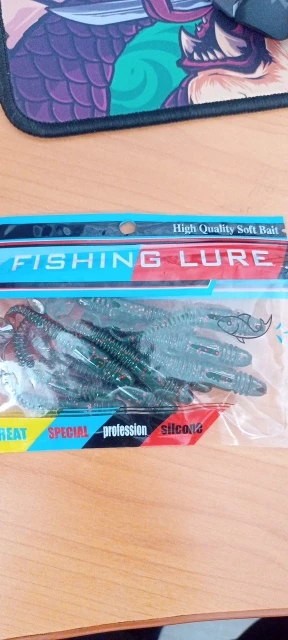 High Quality Soft Bait
FISHING LURE
REAT SPECIAL profession silcone